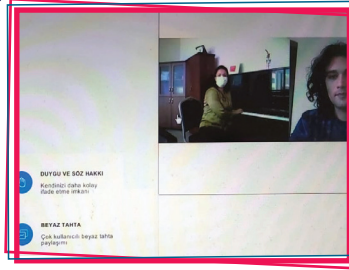 DUYGU VE SÖZ HAKKI
Kendinizi daha kolay
ifade etme imkanı
BEYAZ TAHTA
Çok kullanıcılı beyaz tahta
paylaşımı